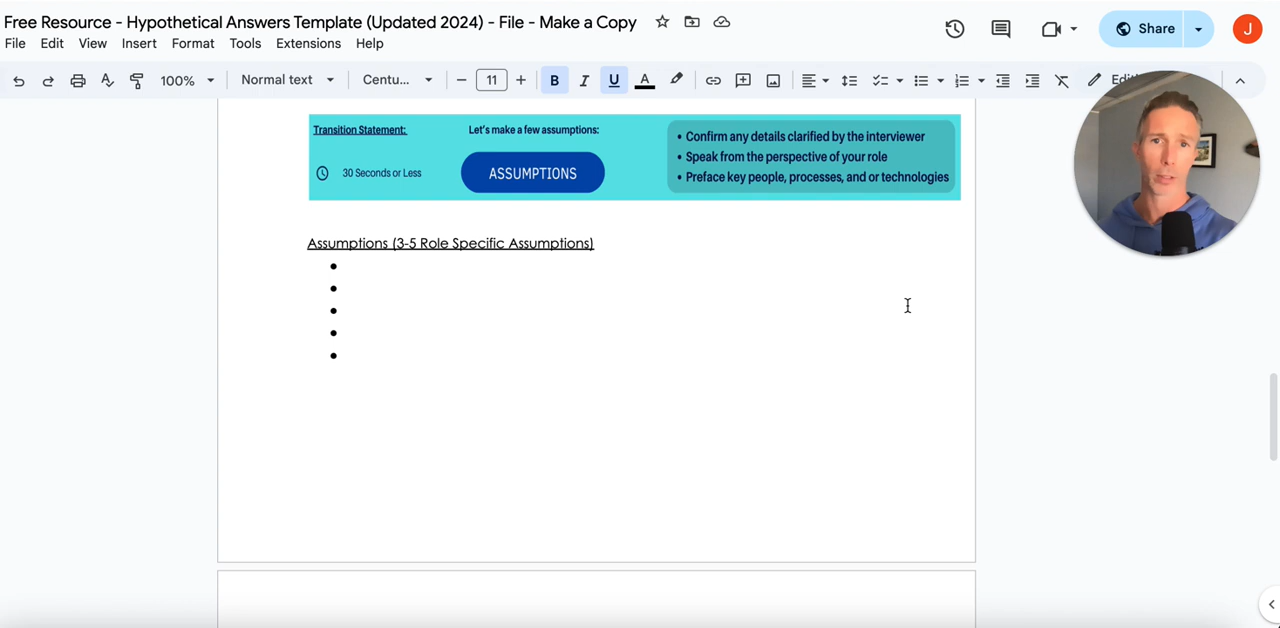 Free Resource - Hypothetical Answers Template (Updated 2024) - File - Make a Copy
File Edit View Insert Format Tools Extensions Help
Share
J
100% Normal text Centu... 11 B I U A
Transition Statement:
30 Seconds or Less
Let's make a few assumptions:
ASSUMPTIONS
• Confirm any details clarified by the interviewer
• Speak from the perspective of your role
• Preface key people, processes, and or technologies
Assumptions (3-5 Role Specific Assumptions)